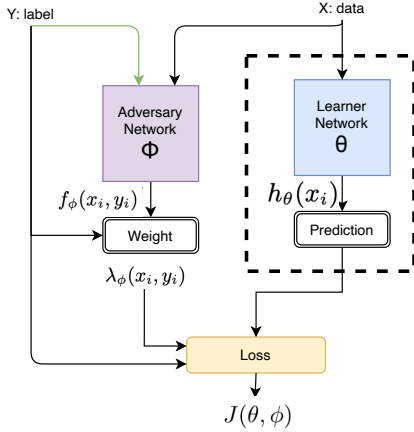 Y: label
X: data
Adversary
Network
Φ
Learner
Network
θ
f_ϕ(x_i, y_i)
h_θ(x_i)
Weight
Prediction
λ_ϕ(x_i, y_i)
Loss
J(θ, ϕ)